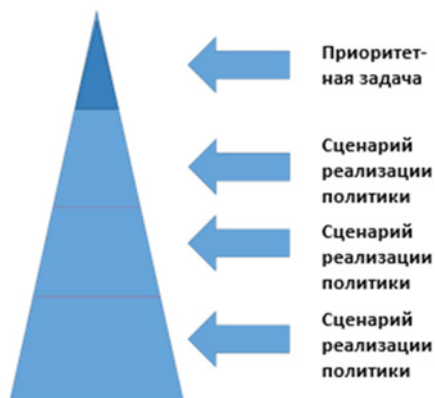 Приоритет-
ная задача
Сценарий
реализации
политики
Сценарий
реализации
политики
Сценарий
реализации
политики